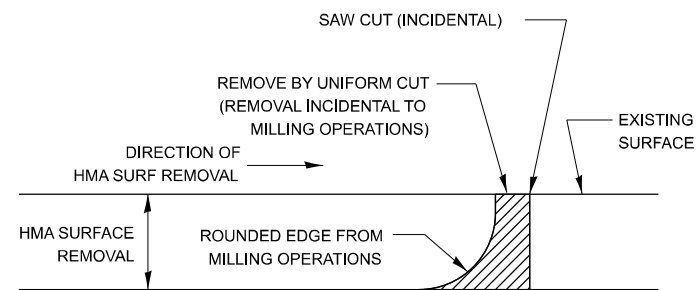 SAW CUT (INCIDENTAL)
REMOVE BY UNIFORM CUT
(REMOVAL INCIDENTAL TO
MILLING OPERATIONS)
EXISTING
SURFACE
DIRECTION OF
HMA SURF REMOVAL
HMA SURFACE
REMOVAL
ROUNDED EDGE FROM
MILLING OPERATIONS